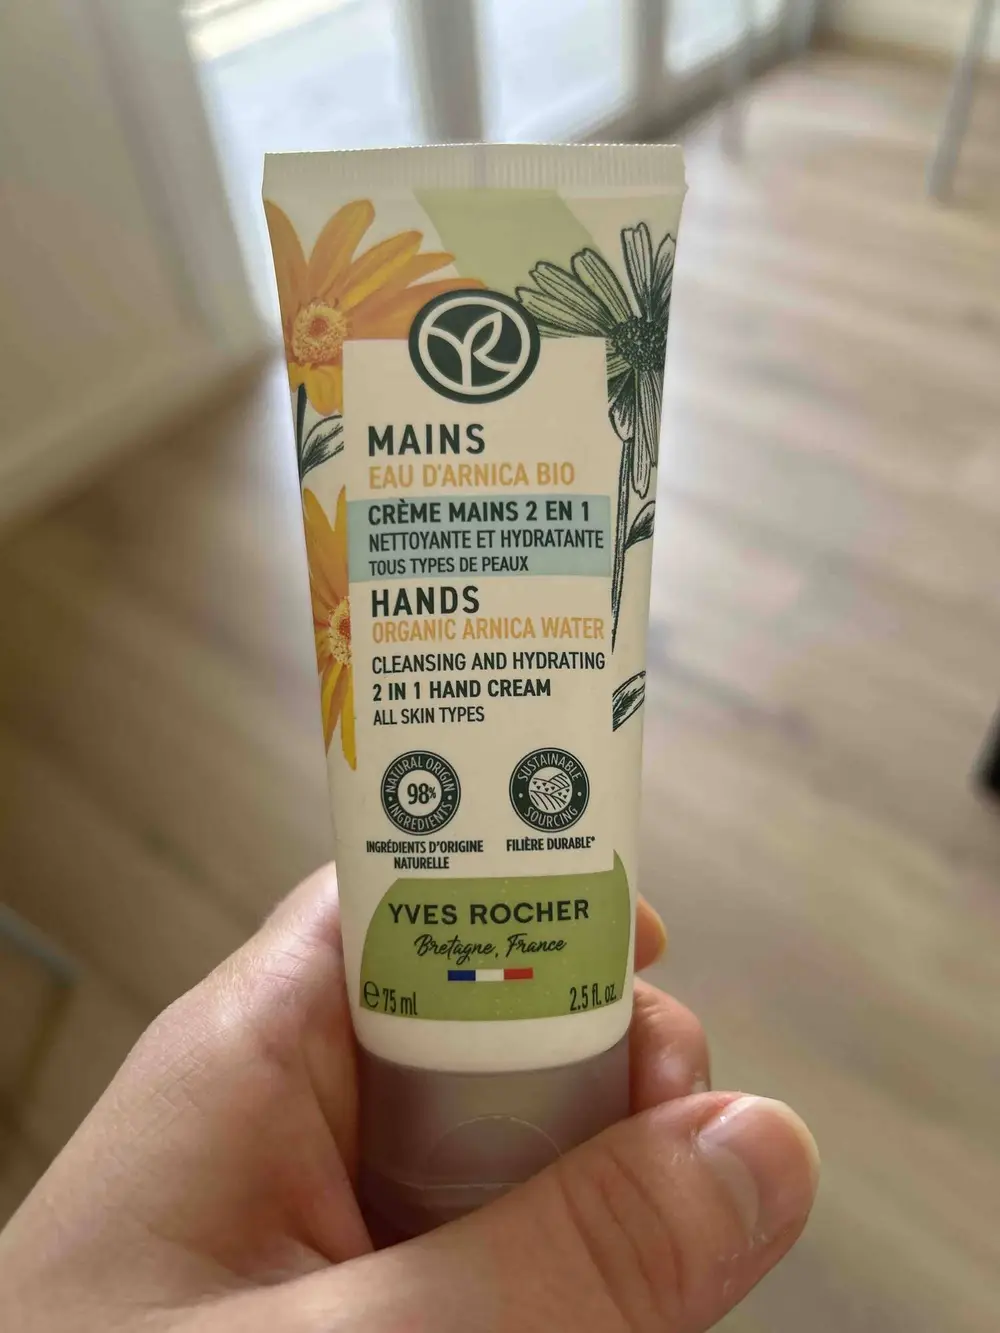 MAINS
EAU D'ARNICA BIO
CRÈME MAINS 2 EN 1
NETTOYANTE ET HYDRATANTE
TOUS TYPES DE PEAUX
HANDS
ORGANIC ARNICA WATER
CLEANSING AND HYDRATING
2 IN 1 HAND CREAM
ALL SKIN TYPES
NATURAL ORIGIN
98%
INGREDIENTS
INGRÉDIENTS D'ORIGINE
NATURELLE
SUSTAINABLE
SOURCING
FILIÈRE DURABLE*
YVES ROCHER
Bretagne, France
e 75 ml
2.5 fl. oz.